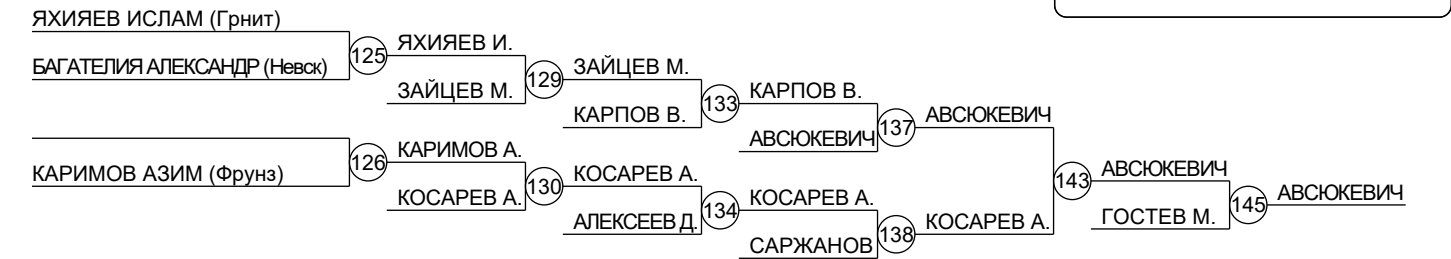 ЯХИЯЕВ ИСЛАМ (Грнит)
125
ЯХИЯЕВ И.
БАГАТЕЛИЯ АЛЕКСАНДР (Невск)
129
ЗАЙЦЕВ М.
ЗАЙЦЕВ М.
133
КАРПОВ В.
КАРПОВ В.
137
АВСЮКЕВИЧ
АВСЮКЕВИЧ
126
КАРИМОВ А.
КАРИМОВ АЗИМ (Фрунз)
130
КОСАРЕВ А.
143
АВСЮКЕВИЧ
КОСАРЕВ А.
134
КОСАРЕВ А.
145
АВСЮКЕВИЧ
АЛЕКСЕЕВ Д.
138
КОСАРЕВ А.
ГОСТЕВ М.
САРЖАНОВ